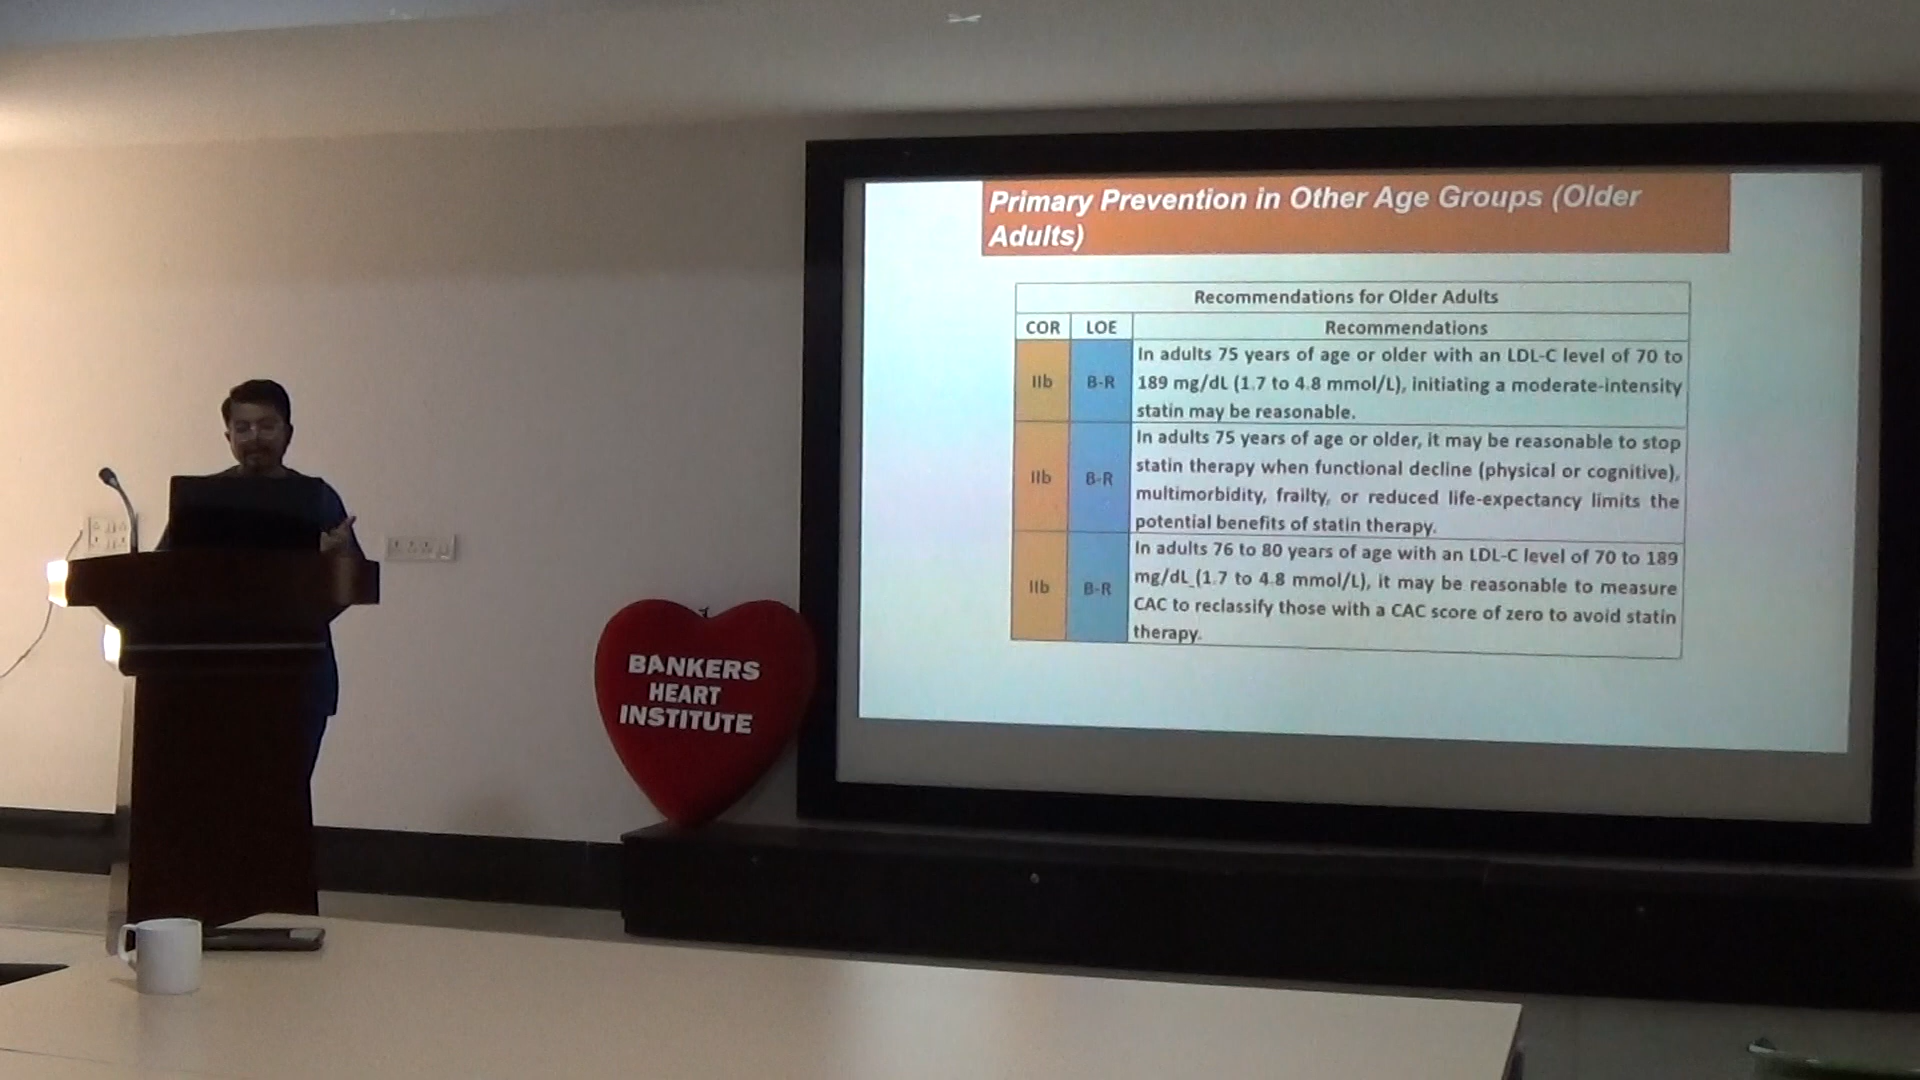 Primary Prevention in Other Age Groups (Older
Adults)
Recommendations for Older Adults
COR LOE Recommendations
IIb B-R In adults 75 years of age or older with an LDL-C level of 70 to
189 mg/dL (1.7 to 4.8 mmol/L), initiating a moderate-intensity
statin may be reasonable.
IIb B-R In adults 75 years of age or older, it may be reasonable to stop
statin therapy when functional decline (physical or cognitive),
multimorbidity, frailty, or reduced life-expectancy limits the
potential benefits of statin therapy.
IIb B-R In adults 76 to 80 years of age with an LDL-C level of 70 to 189
mg/dL (1.7 to 4.8 mmol/L), it may be reasonable to measure
CAC to reclassify those with a CAC score of zero to avoid statin
therapy.
BANKERS
HEART
INSTITUTE